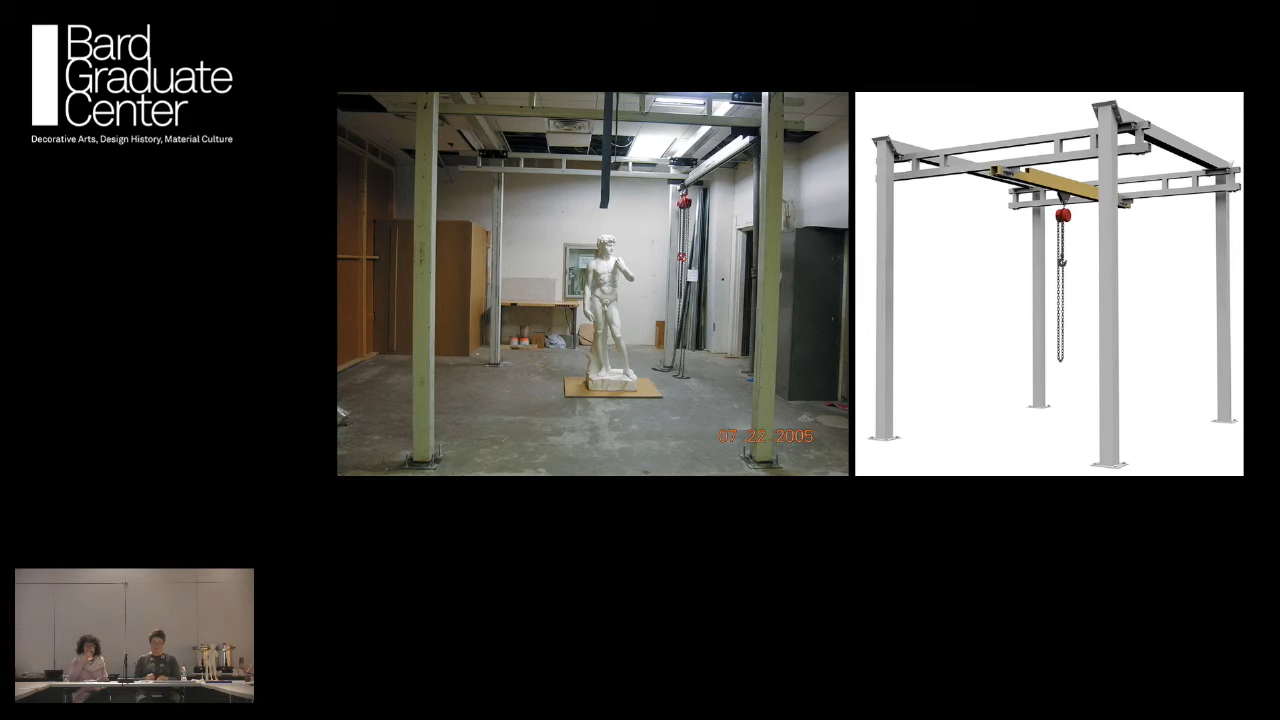 Bard
Graduate
Center
Decorative Arts, Design History, Material Culture
07 22 2005